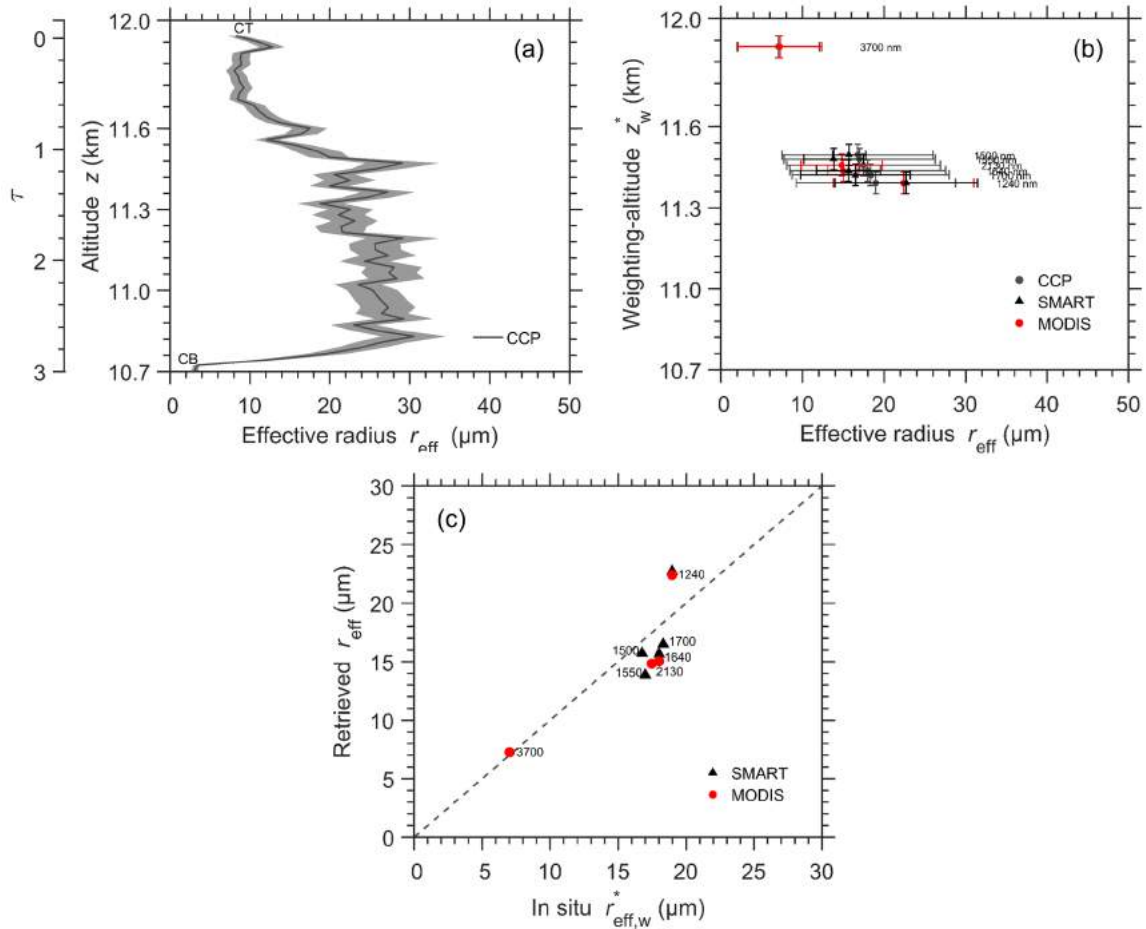 (a)
CT
CB
CCP
0
1
2
3
τ
12.0
11.6
11.3
11.0
10.7
Altitude z (km)
0 10 20 30 40 50
Effective radius r_eff (μm)
(b)
3700 nm
1500 nm
2130 nm
1700 nm
1240 nm
CCP
SMART
MODIS
12.0
11.6
11.3
11.0
10.7
Weighting-altitude z*_w (km)
0 10 20 30 40 50
Effective radius r_eff (μm)
(c)
30
25
20
15
10
5
0
Retrieved r_eff (μm)
1240
1700
1500
1640
1550
2130
3700
SMART
MODIS
0 5 10 15 20 25 30
In situ r*_eff,w (μm)